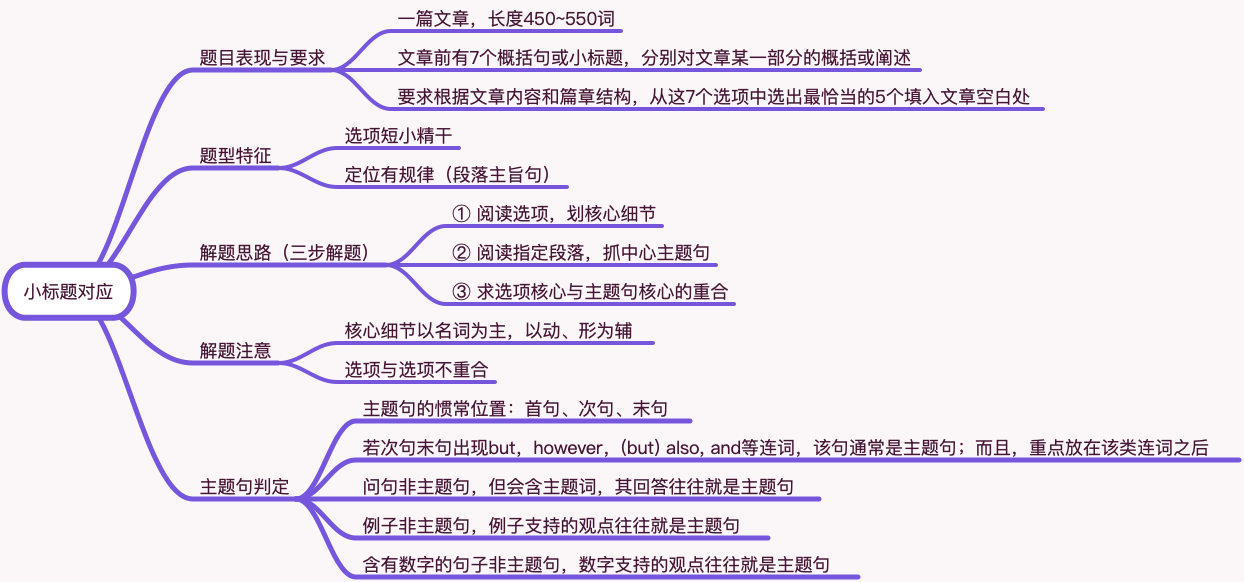 小标题对应
题目表现与要求
一篇文章，长度450~550词
文章前有7个概括句或小标题，分别对文章某一部分的概括或阐述
要求根据文章内容和篇章结构，从这7个选项中选出最恰当的5个填入文章空白处
题型特征
选项短小精干
定位有规律（段落主旨句）
解题思路（三步解题）
① 阅读选项，划核心细节
② 阅读指定段落，抓中心主题句
③ 求选项核心与主题句核心的重合
解题注意
核心细节以名词为主，以动、形为辅
选项与选项不重合
主题句判定
主题句的惯常位置：首句、次句、末句
若次句末句出现but，however，(but) also, and等连词，该句通常是主题句；而且，重点放在该类连词之后
问句非主题句，但会含主题词，其回答往往就是主题句
例子非主题句，例子支持的观点往往就是主题句
含有数字的句子非主题句，数字支持的观点往往就是主题句